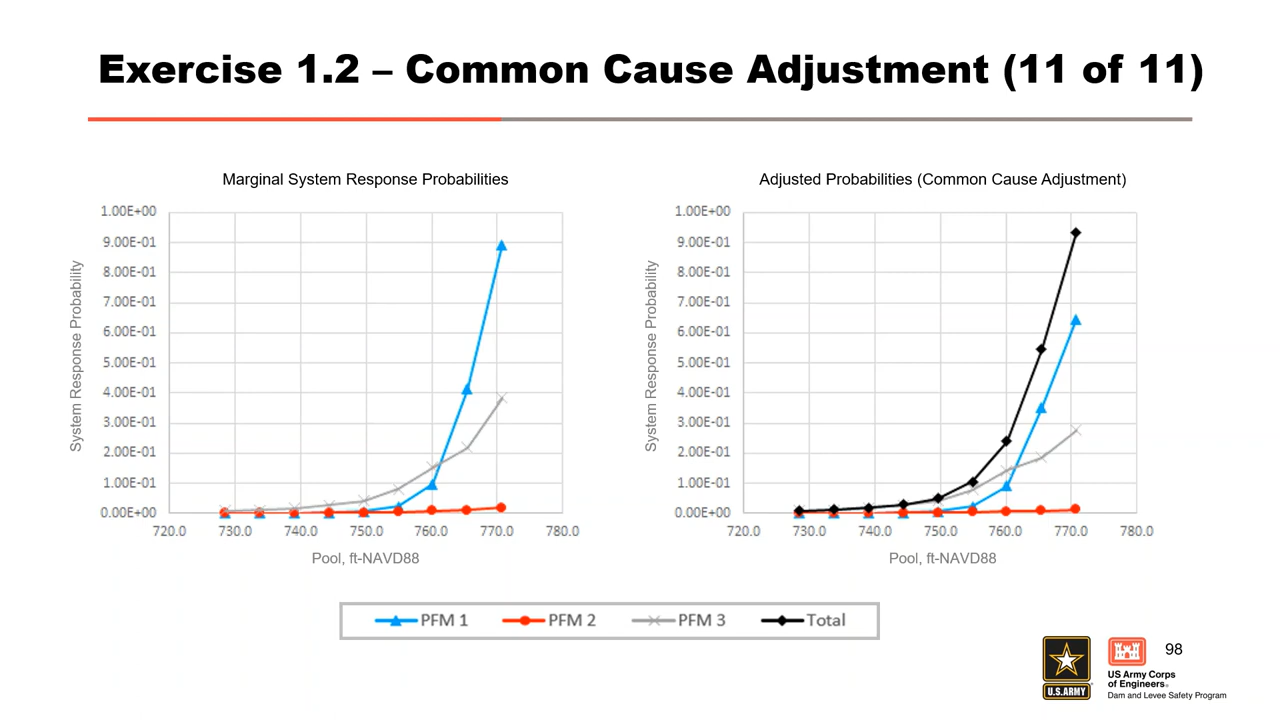 Exercise 1.2 – Common Cause Adjustment (11 of 11)
Marginal System Response Probabilities
System Response Probability
1.00E+00
9.00E-01
8.00E-01
7.00E-01
6.00E-01
5.00E-01
4.00E-01
3.00E-01
2.00E-01
1.00E-01
0.00E+00
720.0 730.0 740.0 750.0 760.0 770.0 780.0
Pool, ft-NAVD88
Adjusted Probabilities (Common Cause Adjustment)
System Response Probability
1.00E+00
9.00E-01
8.00E-01
7.00E-01
6.00E-01
5.00E-01
4.00E-01
3.00E-01
2.00E-01
1.00E-01
0.00E+00
720.0 730.0 740.0 750.0 760.0 770.0 780.0
Pool, ft-NAVD88
PFM 1 PFM 2 PFM 3 Total
98
U.S.ARMY
US Army Corps
of Engineers®
Dam and Levee Safety Program